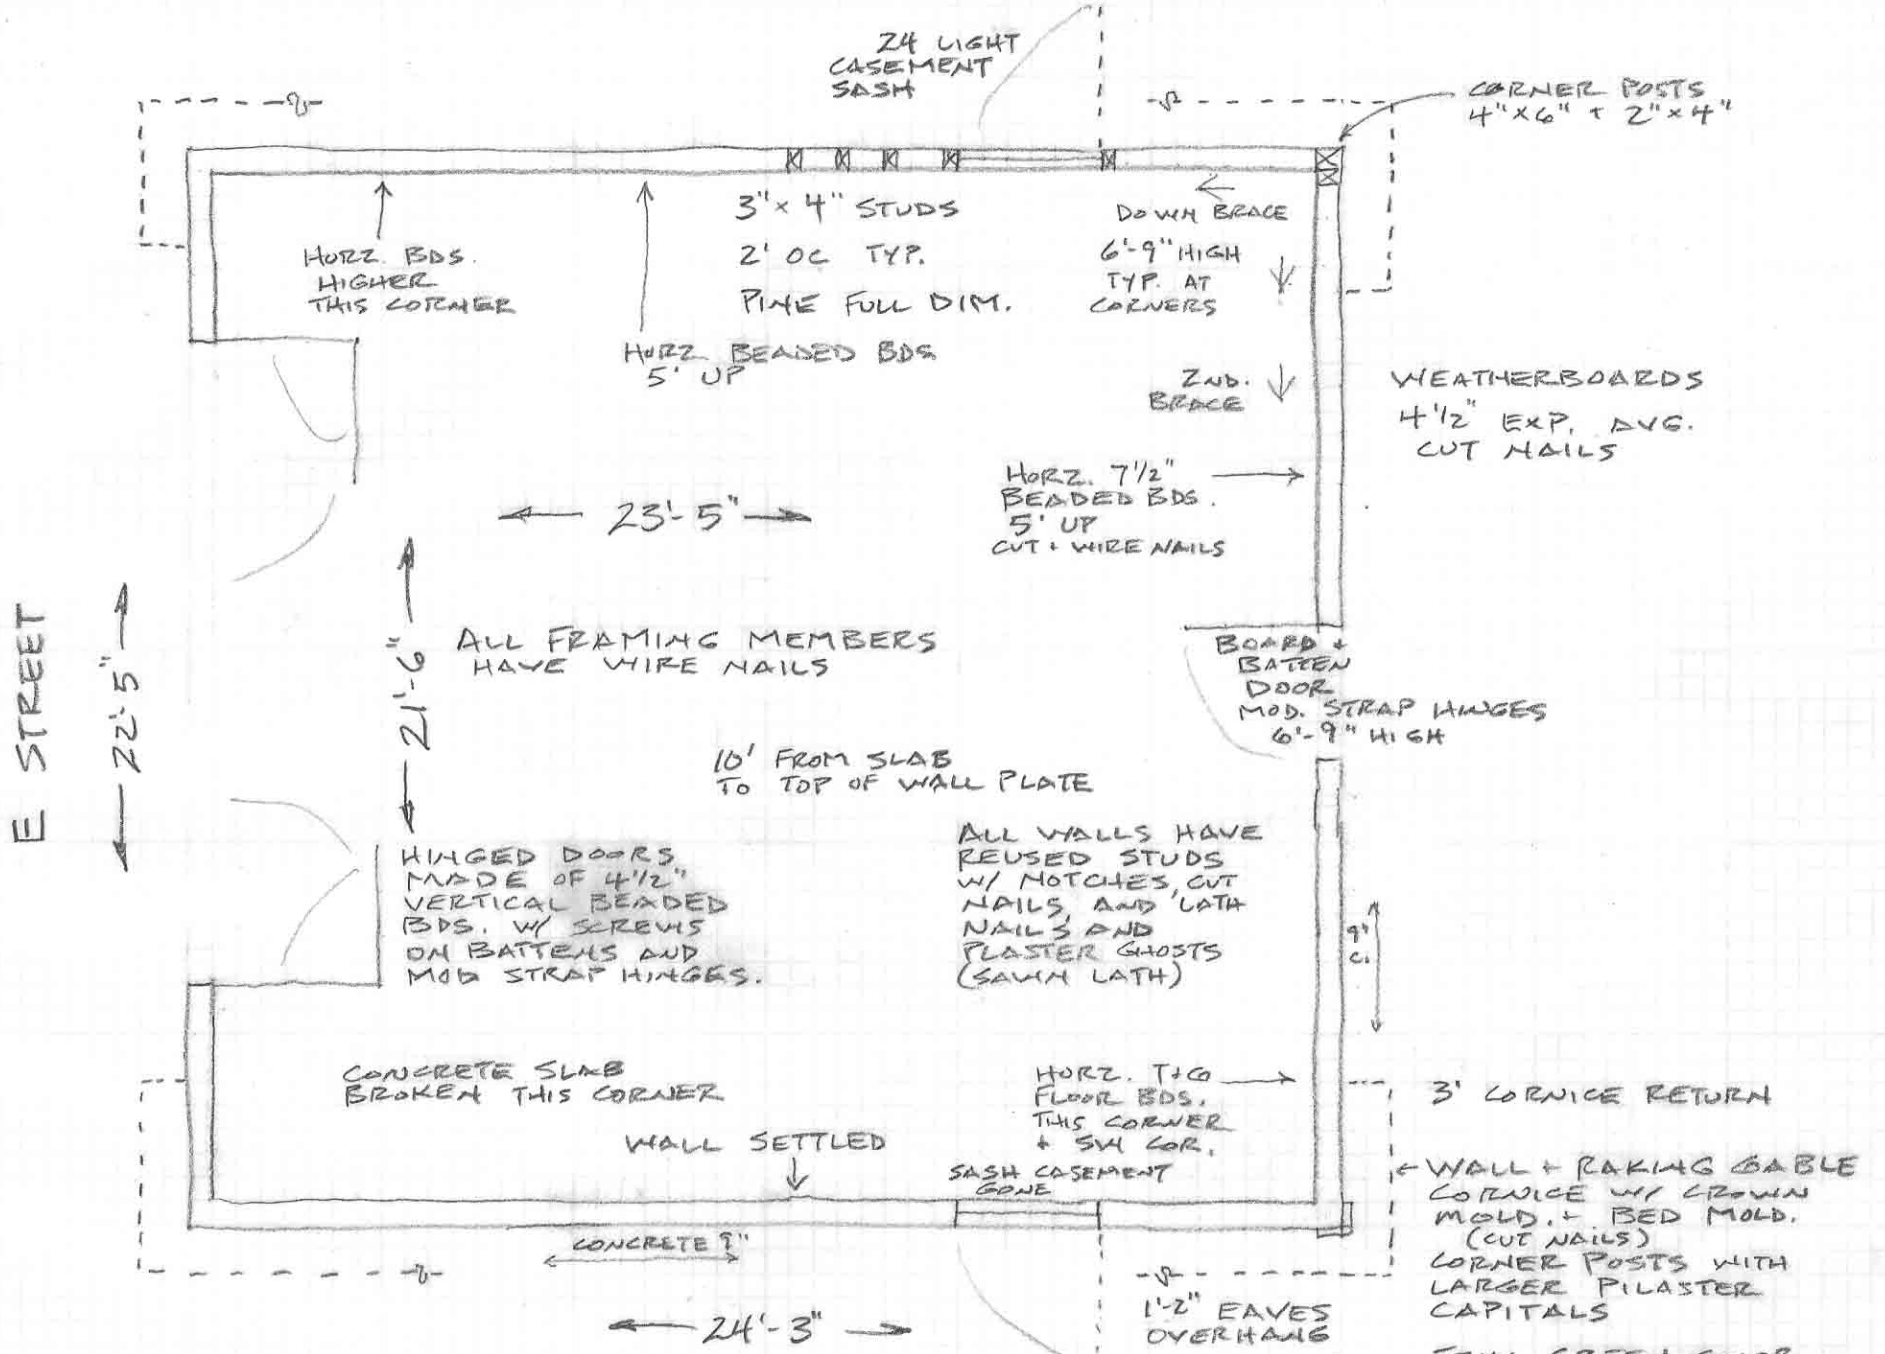 24 LIGHT
CASEMENT
SASH
CORNER POSTS
4"x6" + 2"x4"
3"x 4" STUDS
2' OC TYP.
PINE FULL DIM.
DOWN BRACE
6'-9" HIGH
TYP. AT
CORNERS
HORZ. BDS.
HIGHER
THIS CORNER
HORZ BEADED BDS
5' UP
2ND.
BRACE
WEATHERBOARDS
4 1/2" EXP. AVG.
CUT NAILS
HORZ. 7 1/2"
BEADED BDS.
5' UP
CUT + WIRE NAILS
23'-5"
E STREET
22'-5"
21'-6"
ALL FRAMING MEMBERS
HAVE WIRE NAILS
BOARD +
BATTEN
DOOR
MOD. STRAP HINGES
6'-9" HIGH
10' FROM SLAB
TO TOP OF WALL PLATE
HINGED DOORS
MADE OF 4 1/2"
VERTICAL BEADED
BDS. W/ SCREWS
ON BATTENS AND
MOD STRAP HINGES.
ALL WALLS HAVE
REUSED STUDS
W/ NOTCHES, CUT
NAILS, AND LATH
NAILS AND
PLASTER GHOSTS
(SAWN LATH)
9"
C.
CONCRETE SLAB
BROKEN THIS CORNER
HORZ. T+G
FLOOR BDS.
THIS CORNER
+ SW COR.
3' CORNICE RETURN
WALL SETTLED
SASH CASEMENT
GONE
WALL + RAKING GABLE
CORNICE W/ CROWN
MOLD. + BED MOLD.
(CUT NAILS)
CORNER POSTS WITH
LARGER PILASTER
CAPITALS
CONCRETE 9"
24'-3"
1'-2" EAVES
OVERHANG